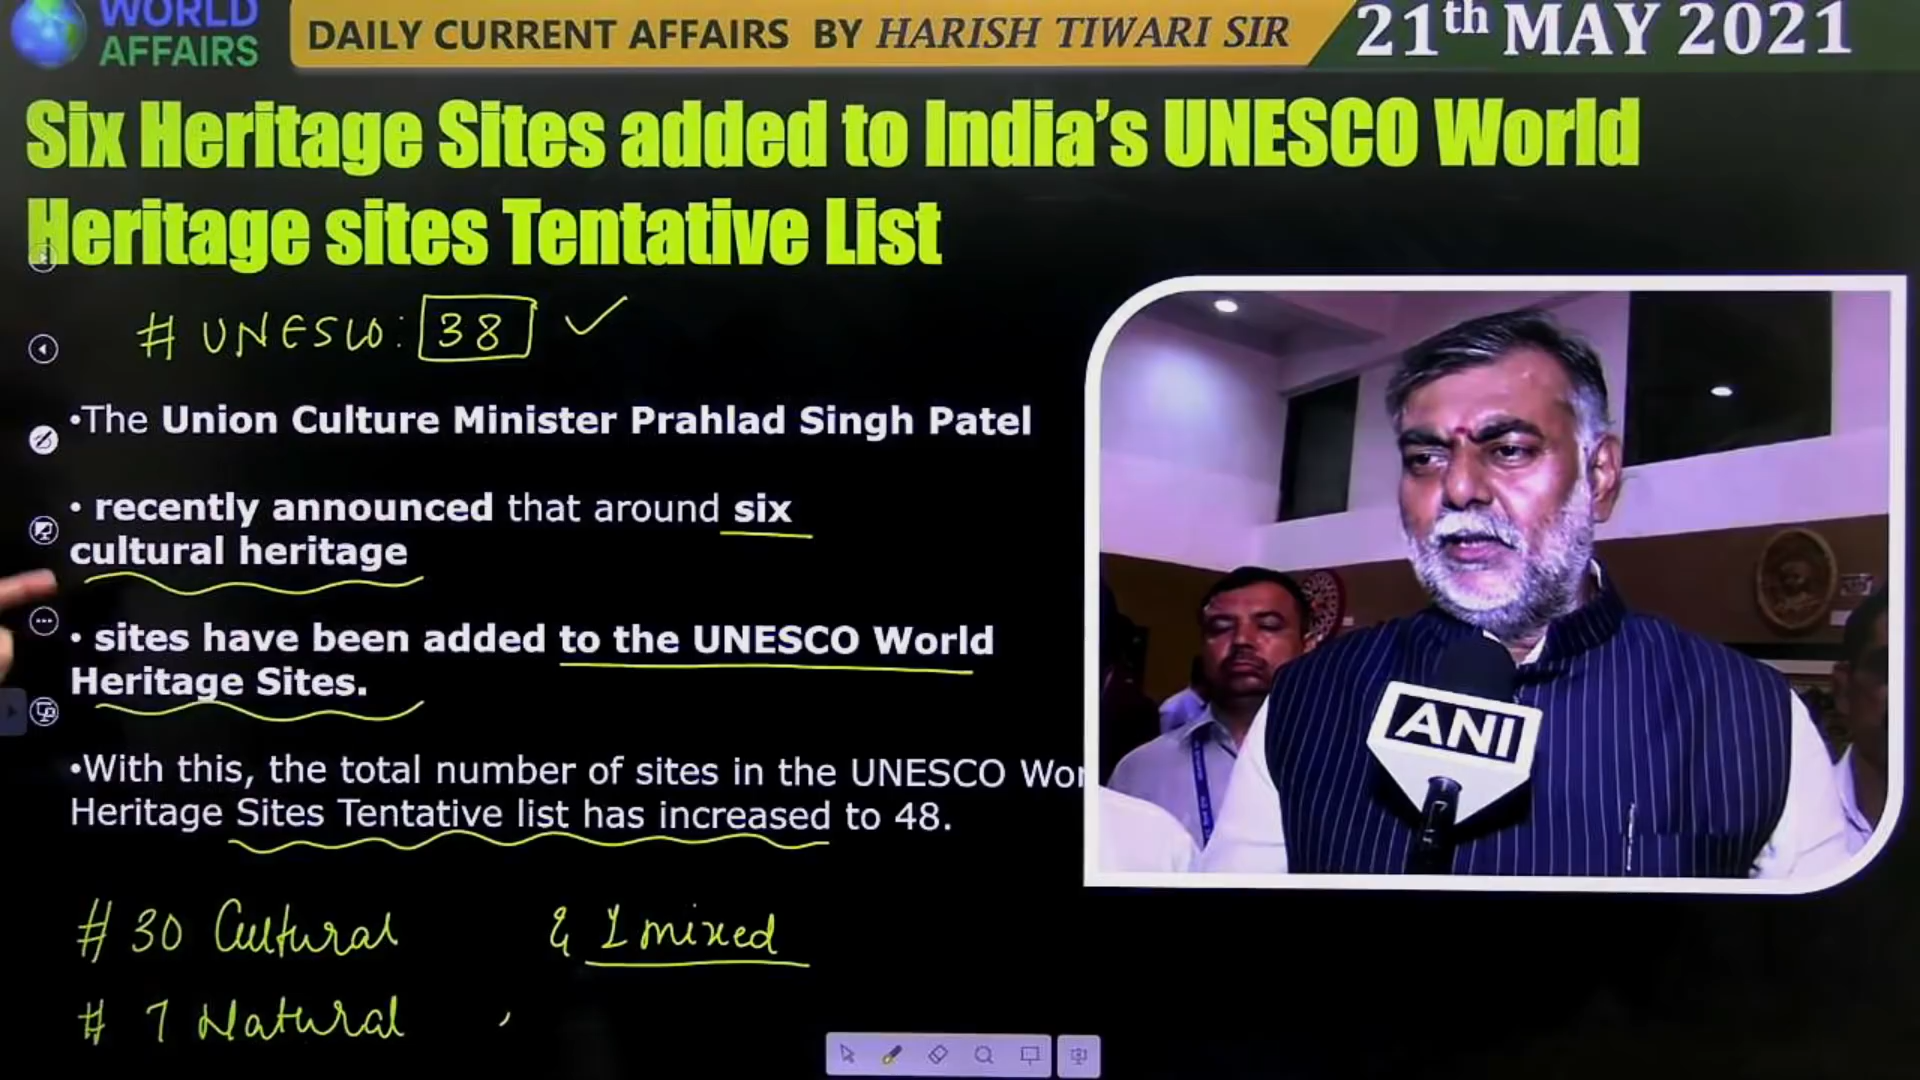 WORLD
AFFAIRS
DAILY CURRENT AFFAIRS BY HARISH TIWARI SIR
21th MAY 2021
Six Heritage Sites added to India's UNESCO World
Heritage sites Tentative List
# UNESCO: 38 ✓
•The Union Culture Minister Prahlad Singh Patel
• recently announced that around six
cultural heritage
• sites have been added to the UNESCO World
Heritage Sites.
•With this, the total number of sites in the UNESCO Wor
Heritage Sites Tentative list has increased to 48.
# 30 Cultural & 1 mixed
# 7 Natural ,
ANI